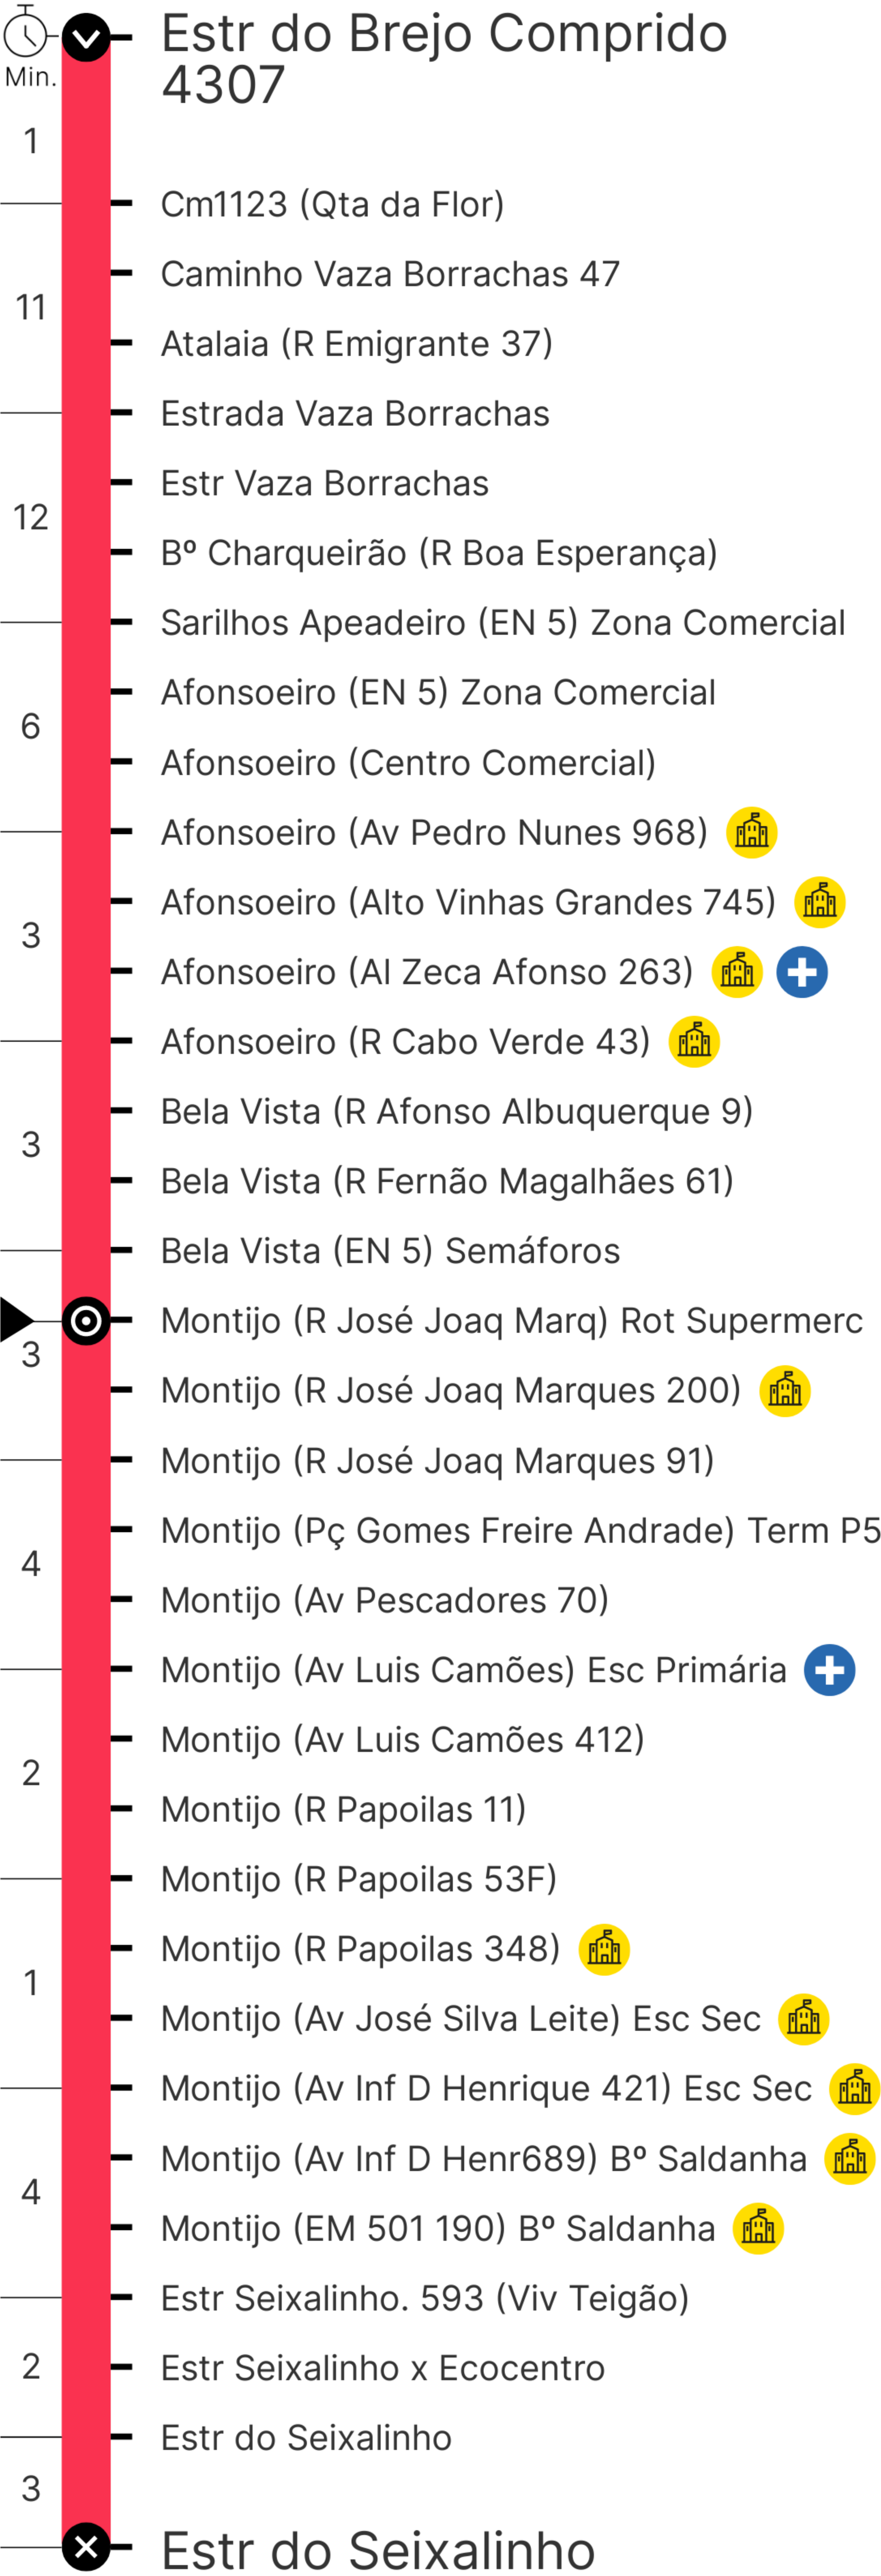 Estr do Brejo Comprido
4307
Min.
1
Cm1123 (Qta da Flor)
Caminho Vaza Borrachas 47
11
Atalaia (R Emigrante 37)
Estrada Vaza Borrachas
Estr Vaza Borrachas
12
Bº Charqueirão (R Boa Esperança)
Sarilhos Apeadeiro (EN 5) Zona Comercial
Afonsoeiro (EN 5) Zona Comercial
6
Afonsoeiro (Centro Comercial)
Afonsoeiro (Av Pedro Nunes 968)
Afonsoeiro (Alto Vinhas Grandes 745)
3
Afonsoeiro (Al Zeca Afonso 263)
Afonsoeiro (R Cabo Verde 43)
Bela Vista (R Afonso Albuquerque 9)
3
Bela Vista (R Fernão Magalhães 61)
Bela Vista (EN 5) Semáforos
Montijo (R José Joaq Marq) Rot Supermerc
3
Montijo (R José Joaq Marques 200)
Montijo (R José Joaq Marques 91)
Montijo (Pç Gomes Freire Andrade) Term P5
4
Montijo (Av Pescadores 70)
Montijo (Av Luis Camões) Esc Primária
Montijo (Av Luis Camões 412)
2
Montijo (R Papoilas 11)
Montijo (R Papoilas 53F)
Montijo (R Papoilas 348)
1
Montijo (Av José Silva Leite) Esc Sec
Montijo (Av Inf D Henrique 421) Esc Sec
Montijo (Av Inf D Henr689) Bº Saldanha
4
Montijo (EM 501 190) Bº Saldanha
Estr Seixalinho. 593 (Viv Teigão)
2
Estr Seixalinho x Ecocentro
Estr do Seixalinho
3
Estr do Seixalinho